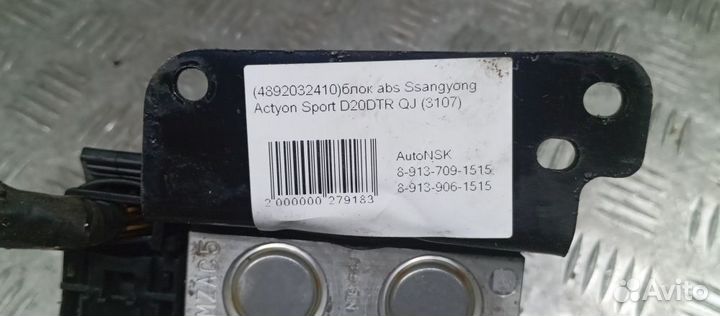 (4892032410)блок abs Ssangyong
Actyon Sport D20DTR QJ (3107)
AutoNSK
8-913-709-1515
8-913-906-1515
2 000000 279183
MZAC5
Avito